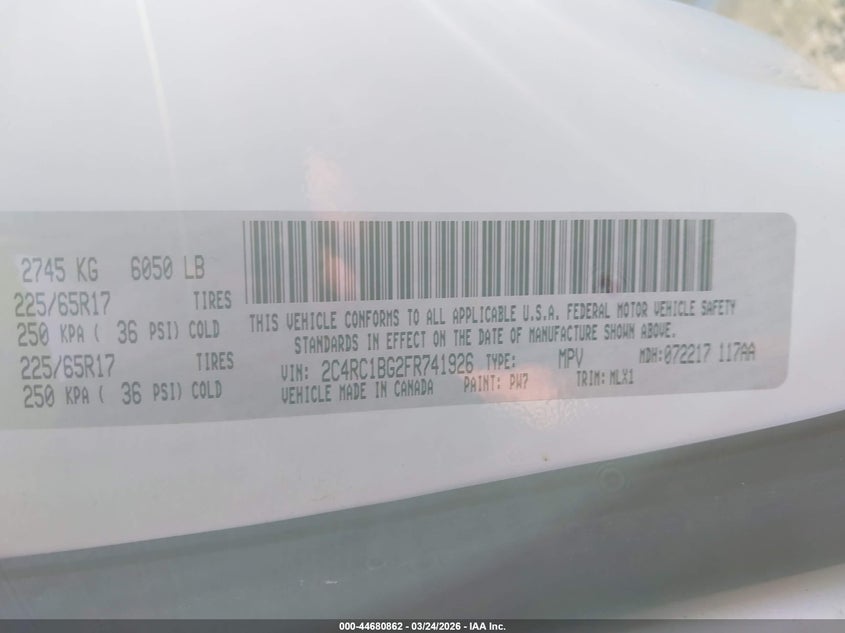 2745 KG 6050 LB
225/65R17 TIRES
250 KPA ( 36 PSI) COLD
225/65R17 TIRES
250 KPA ( 36 PSI) COLD
THIS VEHICLE CONFORMS TO ALL APPLICABLE U.S.A. FEDERAL MOTOR VEHICLE SAFETY
STANDARDS IN EFFECT ON THE DATE OF MANUFACTURE SHOWN ABOVE.
VIN: 2C4RC1BG2FR741926 TYPE: MPV MDH:072217 117AA
VEHICLE MADE IN CANADA PAINT: PW7 TRIM: MLX1
000-44680862 - 03/24/2026 - IAA Inc.